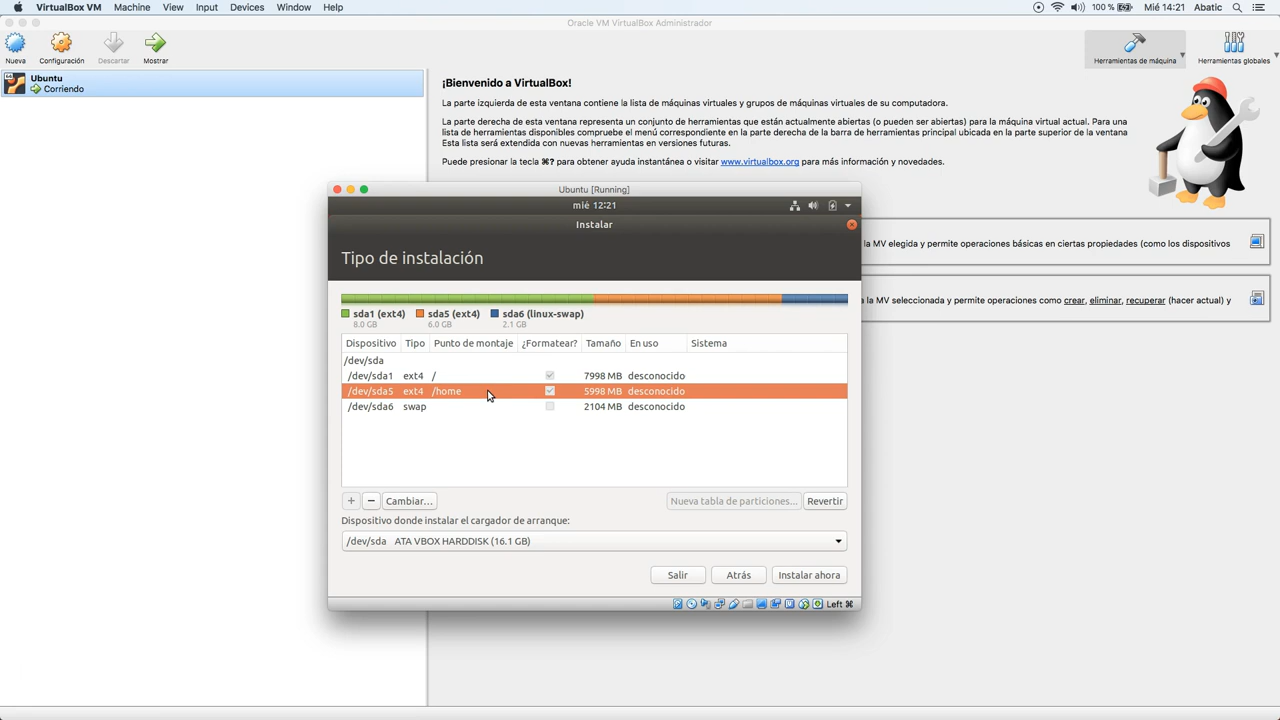 VirtualBox VM Machine View Input Devices Window Help 100 % Mié 14:21 Abatic
Oracle VM VirtualBox Administrador
Nueva Configuración Descartar Mostrar Herramientas de máquina Herramientas globales
Ubuntu
Corriendo
¡Bienvenido a VirtualBox!
La parte izquierda de esta ventana contiene la lista de máquinas virtuales y grupos de máquinas virtuales de su computadora.
La parte derecha de esta ventana representa un conjunto de herramientas que están actualmente abiertas (o pueden ser abiertas) para la máquina virtual actual. Para una
lista de herramientas disponibles compruebe el menú correspondiente en la parte derecha de la barra de herramientas principal ubicada en la parte superior de la ventana
Esta lista será extendida con nuevas herramientas en versiones futuras.
Puede presionar la tecla ⌘? para obtener ayuda instantánea o visitar www.virtualbox.org para más información y novedades.
la MV elegida y permite operaciones básicas en ciertas propiedades (como los dispositivos
a MV seleccionada y permite operaciones como crear, eliminar, recuperar (hacer actual) y
Ubuntu [Running]
mié 12:21
Instalar
Tipo de instalación
sda1 (ext4) sda5 (ext4) sda6 (linux-swap)
8.0 GB 6.0 GB 2.1 GB
Dispositivo Tipo Punto de montaje ¿Formatear? Tamaño En uso Sistema
/dev/sda
/dev/sda1 ext4 / 7998 MB desconocido
/dev/sda5 ext4 /home 5998 MB desconocido
/dev/sda6 swap 2104 MB desconocido
+ − Cambiar... Nueva tabla de particiones... Revertir
Dispositivo donde instalar el cargador de arranque:
/dev/sda ATA VBOX HARDDISK (16.1 GB)
Salir Atrás Instalar ahora
Left ⌘